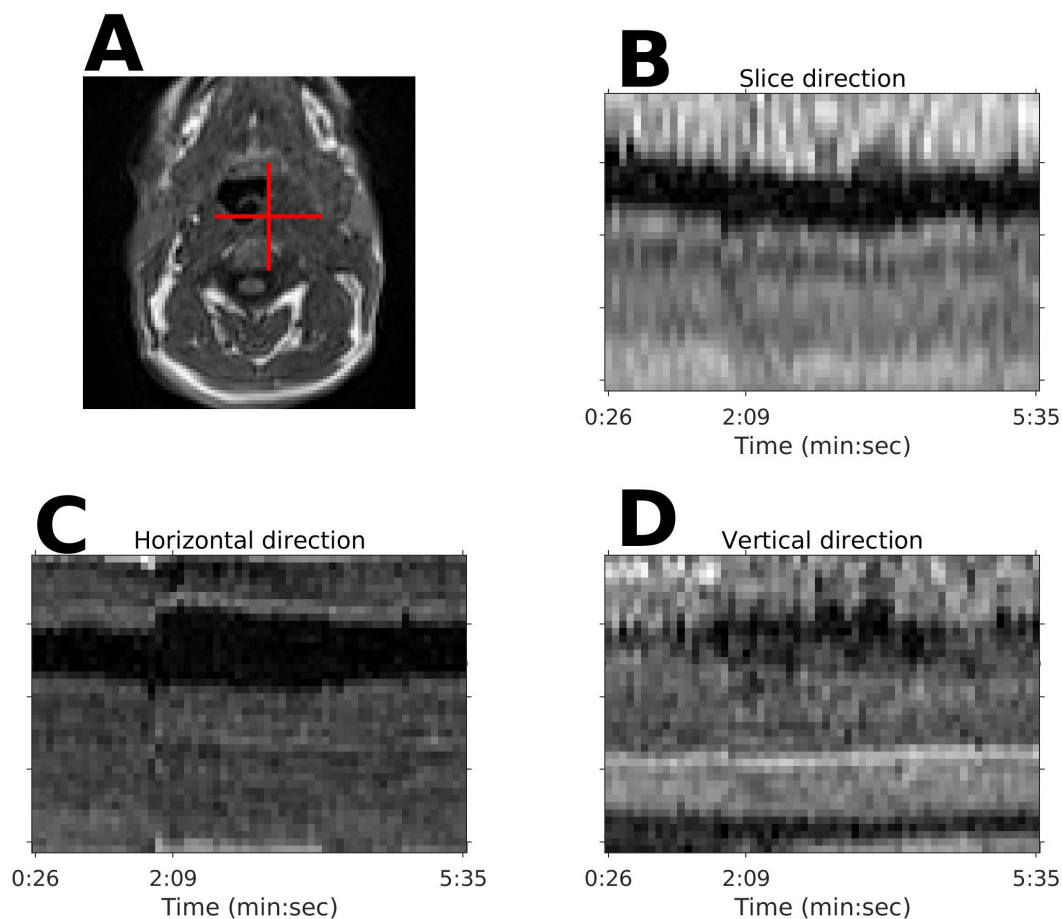 A
B
Slice direction
0:26 2:09 5:35
Time (min:sec)
C
Horizontal direction
0:26 2:09 5:35
Time (min:sec)
D
Vertical direction
0:26 2:09 5:35
Time (min:sec)